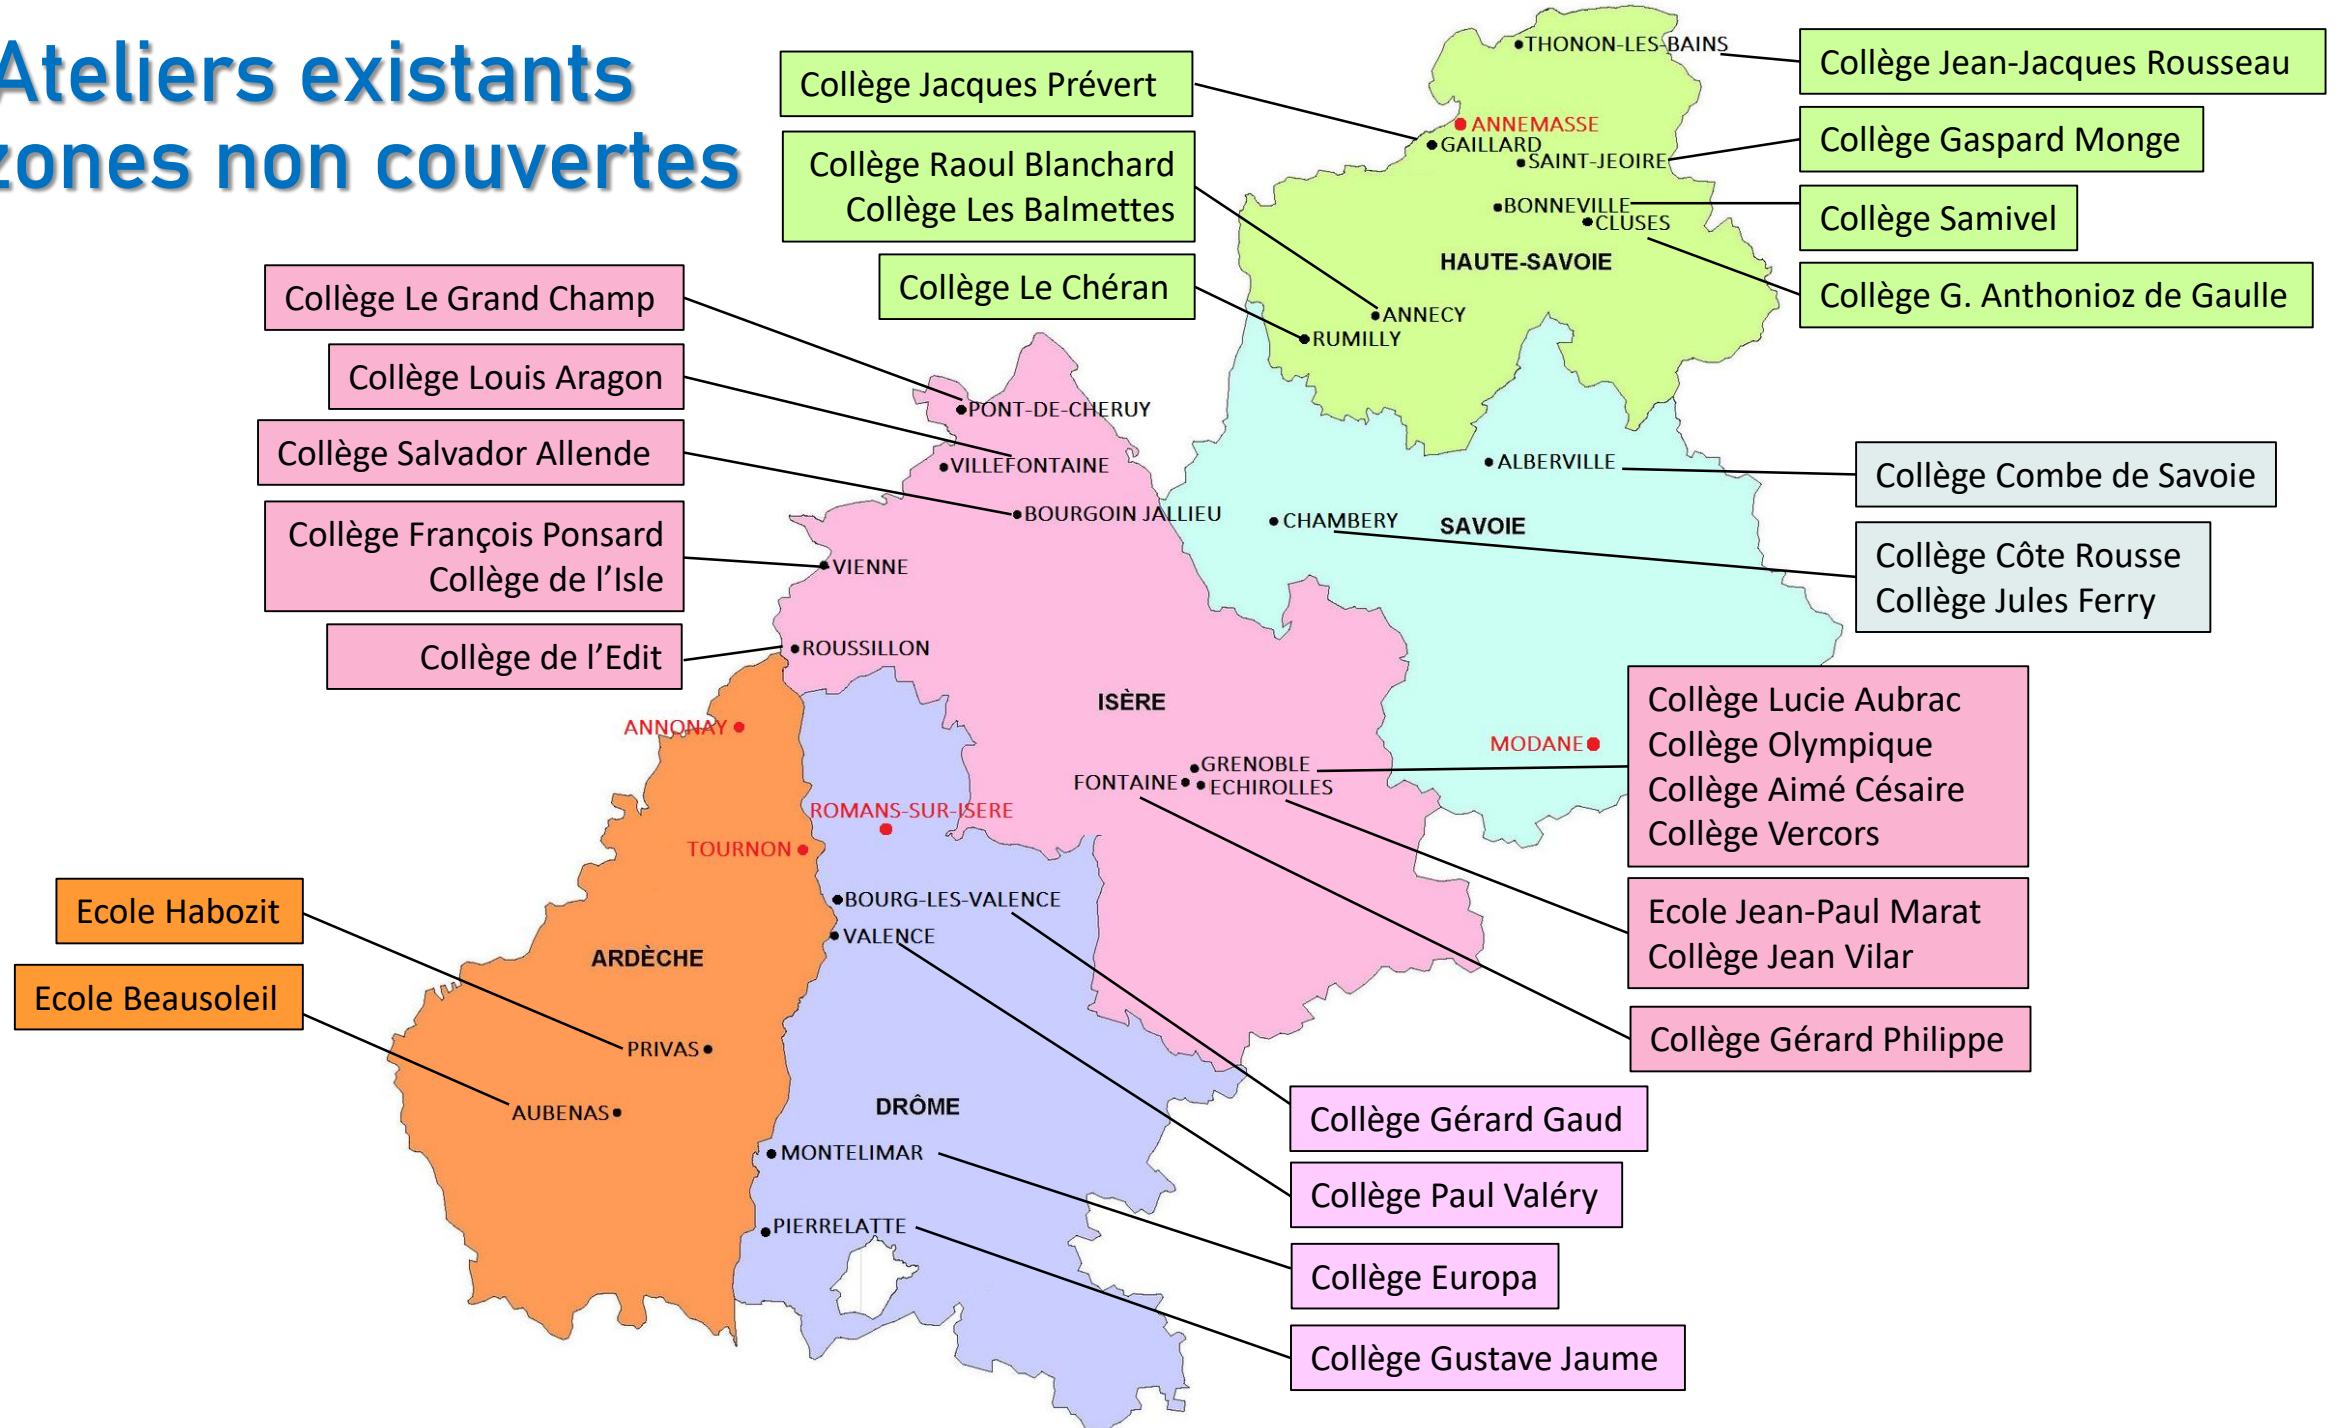 Ateliers existants
zones non couvertes
Collège Jacques Prévert
Collège Raoul Blanchard
Collège Les Balmettes
Collège Le Chéran
Collège Jean-Jacques Rousseau
Collège Gaspard Monge
Collège Samivel
Collège G. Anthonioz de Gaulle
THONON-LES-BAINS
ANNEMASSE
GAILLARD
SAINT-JEOIRE
BONNEVILLE
CLUSES
HAUTE-SAVOIE
ANNECY
RUMILLY
Collège Le Grand Champ
Collège Louis Aragon
Collège Salvador Allende
Collège François Ponsard
Collège de l’Isle
Collège de l’Edit
PONT-DE-CHERUY
VILLEFONTAINE
BOURGOIN JALLIEU
VIENNE
ROUSSILLON
ISÈRE
GRENOBLE
FONTAINE
ECHIROLLES
ALBERVILLE
CHAMBERY
SAVOIE
MODANE
Collège Combe de Savoie
Collège Côte Rousse
Collège Jules Ferry
Collège Lucie Aubrac
Collège Olympique
Collège Aimé Césaire
Collège Vercors
Ecole Jean-Paul Marat
Collège Jean Vilar
Collège Gérard Philippe
ANNONAY
TOURNON
ARDÈCHE
PRIVAS
AUBENAS
Ecole Habozit
Ecole Beausoleil
ROMANS-SUR-ISERE
BOURG-LES-VALENCE
VALENCE
DRÔME
MONTELIMAR
PIERRELATTE
Collège Gérard Gaud
Collège Paul Valéry
Collège Europa
Collège Gustave Jaume